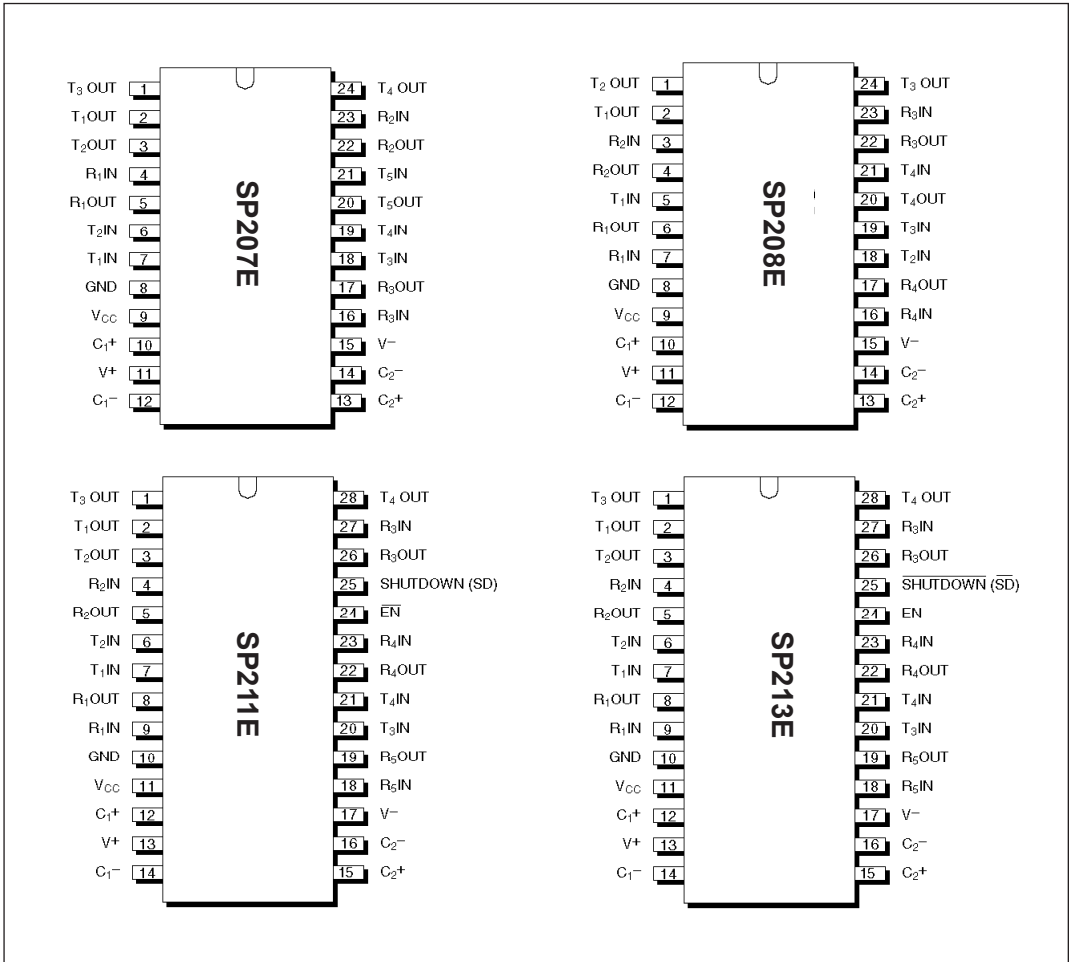 T₃ OUT 1 24 T₄ OUT
T₁OUT 2 23 R₂IN
T₂OUT 3 22 R₂OUT
R₁IN 4 21 T₅IN
R₁OUT 5 20 T₅OUT
T₂IN 6 19 T₄IN
T₁IN 7 18 T₃IN
GND 8 17 R₃OUT
V_CC 9 16 R₃IN
C₁+ 10 15 V−
V+ 11 14 C₂−
C₁− 12 13 C₂+
SP207E
T₂ OUT 1 24 T₃ OUT
T₁OUT 2 23 R₃IN
R₂IN 3 22 R₃OUT
R₂OUT 4 21 T₄IN
T₁IN 5 20 T₄OUT
R₁OUT 6 19 T₃IN
R₁IN 7 18 T₂IN
GND 8 17 R₄OUT
V_CC 9 16 R₄IN
C₁+ 10 15 V−
V+ 11 14 C₂−
C₁− 12 13 C₂+
SP208E
T₃ OUT 1 28 T₄ OUT
T₁OUT 2 27 R₃IN
T₂OUT 3 26 R₃OUT
R₂IN 4 25 SHUTDOWN (SD)
R₂OUT 5 24 E̅N̅
T₂IN 6 23 R₄IN
T₁IN 7 22 R₄OUT
R₁OUT 8 21 T₄IN
R₁IN 9 20 T₃IN
GND 10 19 R₅OUT
V_CC 11 18 R₅IN
C₁+ 12 17 V−
V+ 13 16 C₂−
C₁− 14 15 C₂+
SP211E
T₃ OUT 1 28 T₄ OUT
T₁OUT 2 27 R₃IN
T₂OUT 3 26 R₃OUT
R₂IN 4 25 S̅H̅U̅T̅D̅O̅W̅N̅ (S̅D̅)
R₂OUT 5 24 EN
T₂IN 6 23 R₄IN
T₁IN 7 22 R₄OUT
R₁OUT 8 21 T₄IN
R₁IN 9 20 T₃IN
GND 10 19 R₅OUT
V_CC 11 18 R₅IN
C₁+ 12 17 V−
V+ 13 16 C₂−
C₁− 14 15 C₂+
SP213E